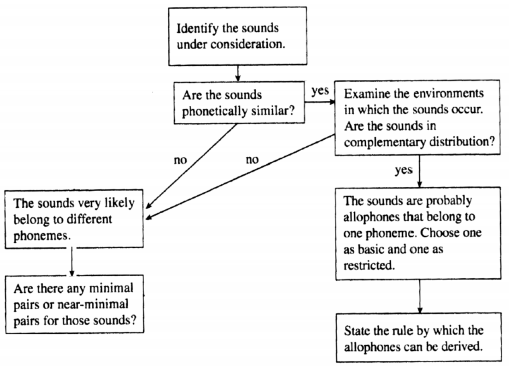 Identify the sounds
under consideration.
Are the sounds
phonetically similar?
yes
Examine the environments
in which the sounds occur.
Are the sounds in
complementary distribution?
no
no
yes
The sounds very likely
belong to different
phonemes.
The sounds are probably
allophones that belong to
one phoneme. Choose one
as basic and one as
restricted.
Are there any minimal
pairs or near-minimal
pairs for those sounds?
State the rule by which the
allophones can be derived.